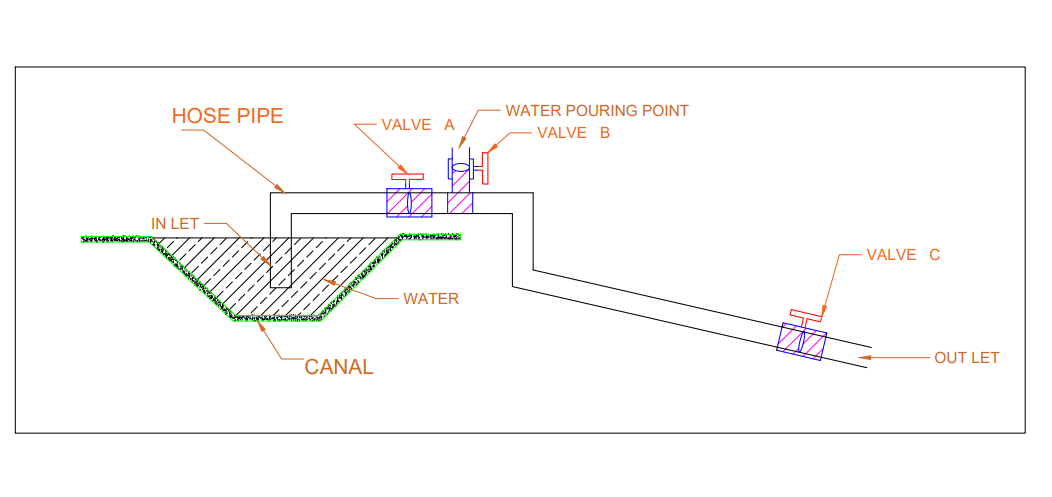 WATER POURING POINT
HOSE PIPE
VALVE A
VALVE B
IN LET
VALVE C
WATER
OUT LET
CANAL